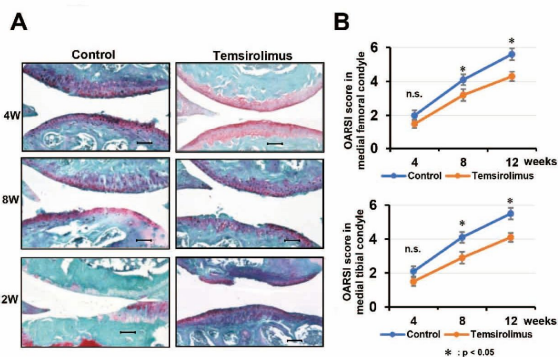 A
Control
Temsirolimus
4W
8W
2W
B
OARSI score in
medial femoral condyle
6
4
2
0
n.s.
*
*
4
8
12
weeks
Control
Temsirolimus
OARSI score in
medial tibial condyle
6
4
2
0
n.s.
*
*
4
8
12
weeks
Control
Temsirolimus
* : p < 0.05